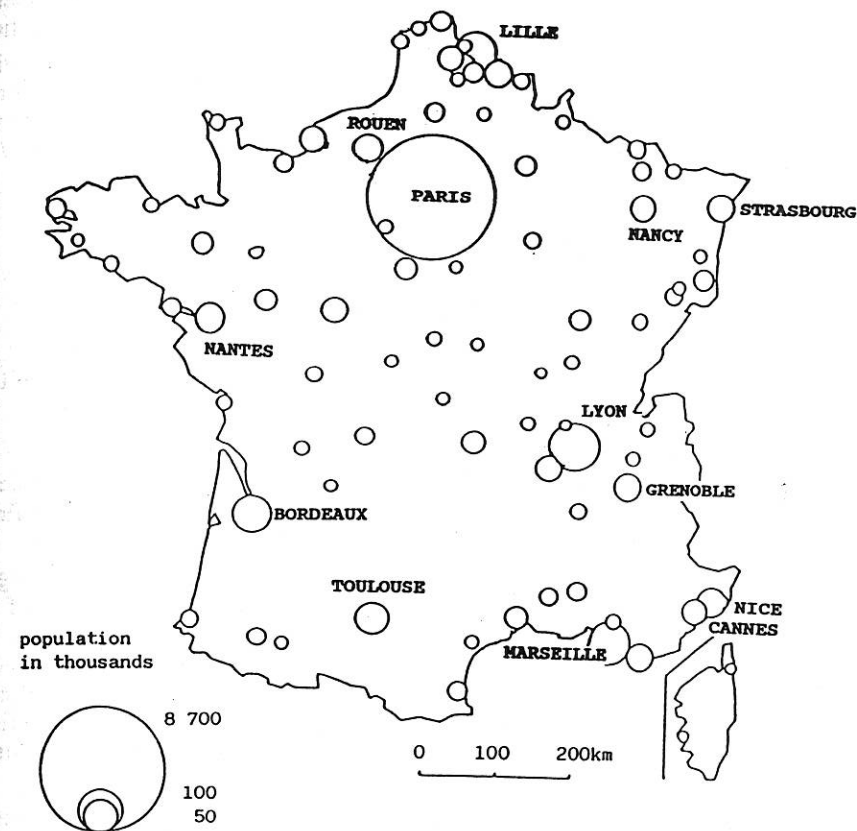 LILLE
ROUEN
PARIS
STRASBOURG
NANCY
NANTES
LYON
GRENOBLE
BORDEAUX
TOULOUSE
NICE
CANNES
MARSEILLE
population
in thousands
8 700
100
50
0 100 200km